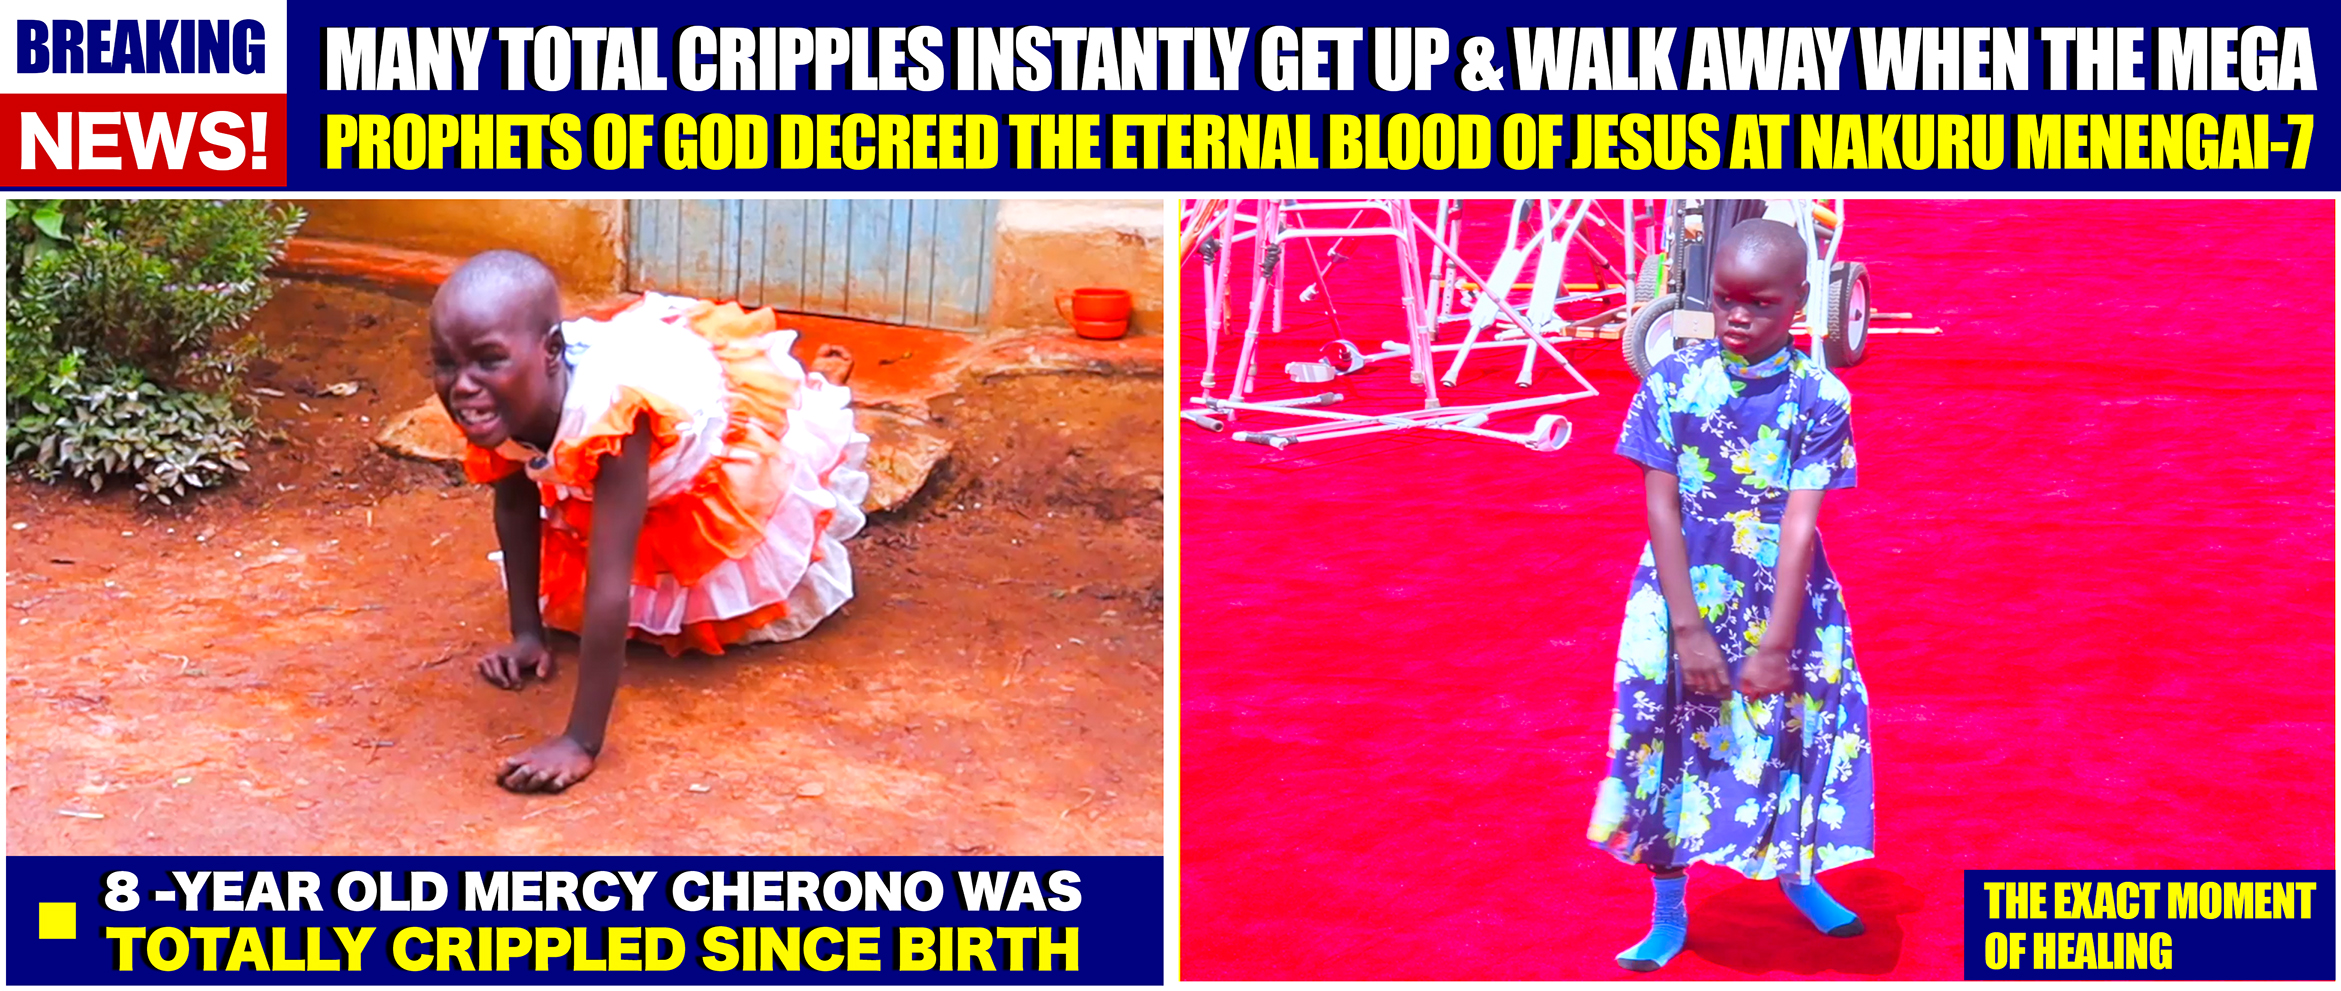 BREAKING
NEWS!
MANY TOTAL CRIPPLES INSTANTLY GET UP & WALK AWAY WHEN THE MEGA
PROPHETS OF GOD DECREED THE ETERNAL BLOOD OF JESUS AT NAKURU MENENGAI-7
8 -YEAR OLD MERCY CHERONO WAS
TOTALLY CRIPPLED SINCE BIRTH
THE EXACT MOMENT
OF HEALING